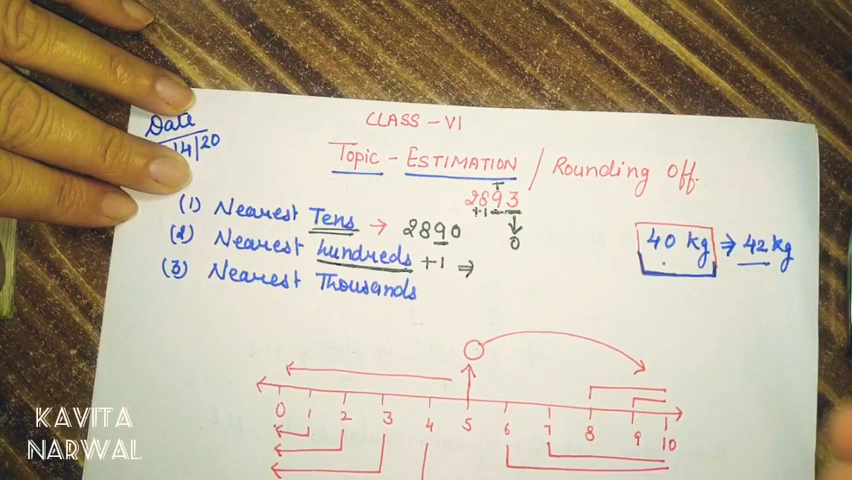 CLASS - VI
Date
14/20
Topic - ESTIMATION / Rounding Off.
T
2893
+1
0
(1) Nearest Tens → 2890
(2) Nearest hundreds +1 ⇒
(3) Nearest Thousands
40 kg ⇒ 42 kg
0 1 2 3 4 5 6 7 8 9 10
KAVITA
NARWAL